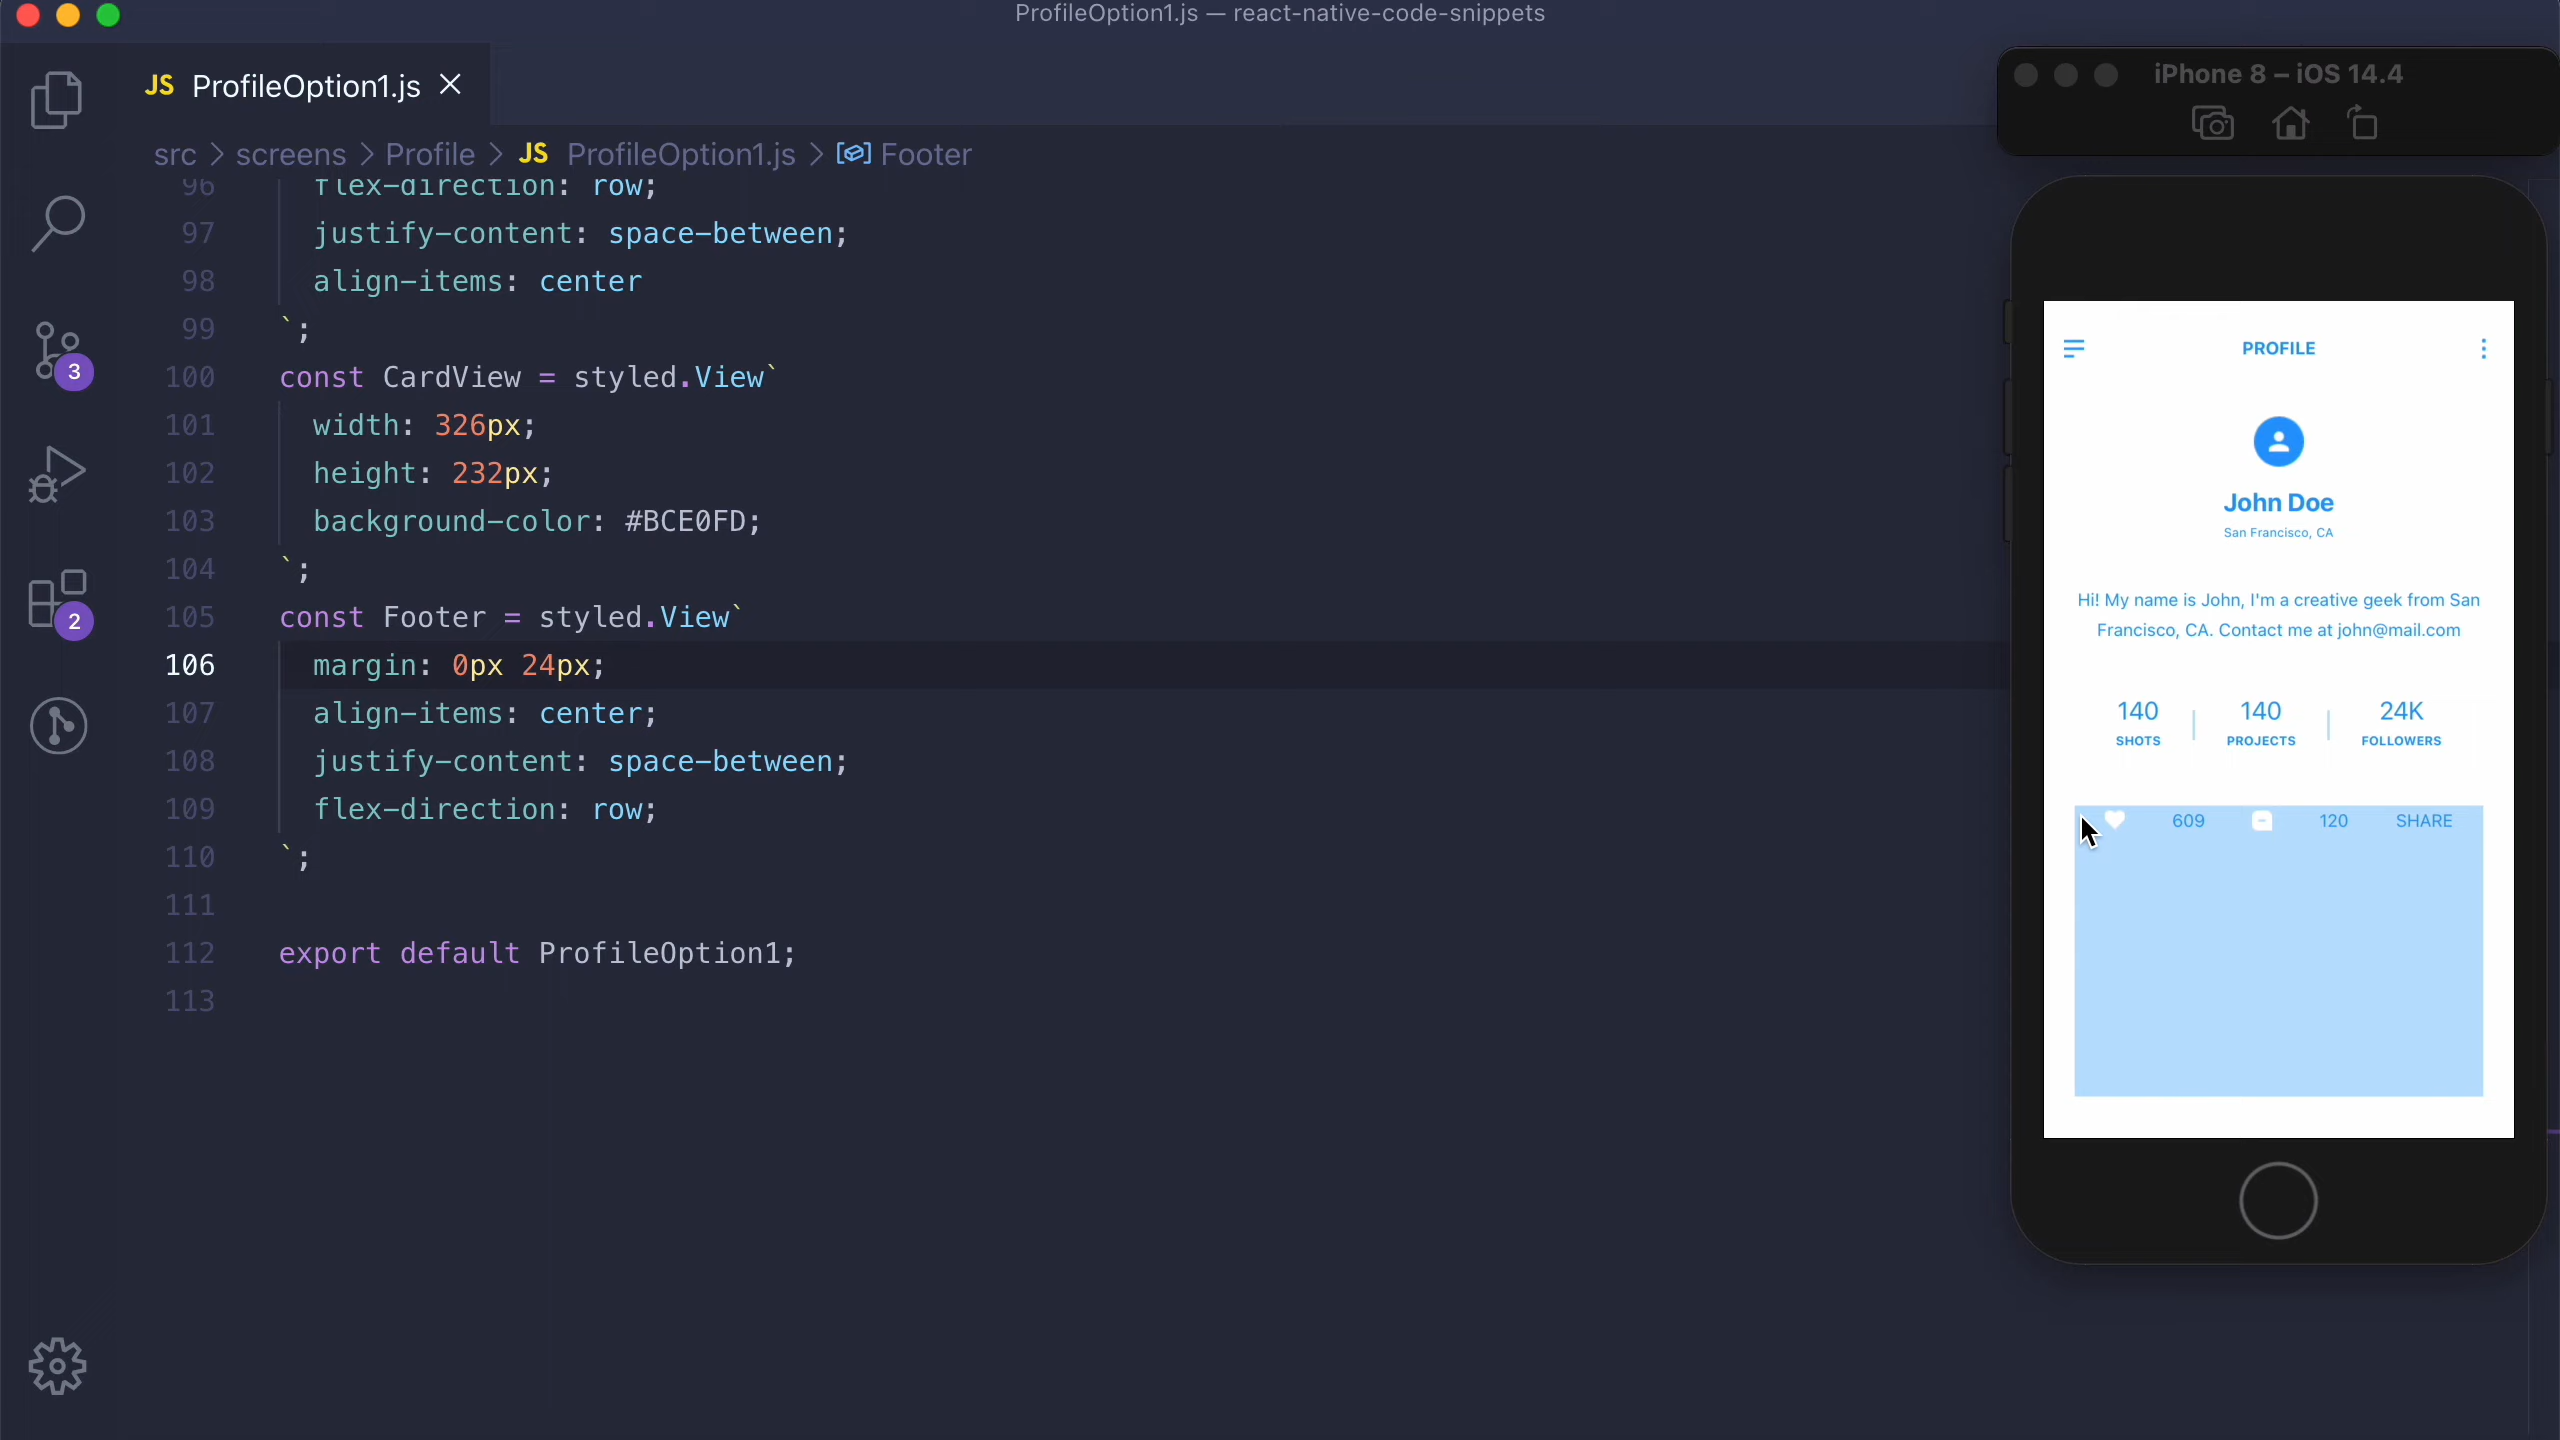 ProfileOption1.js — react-native-code-snippets
JS ProfileOption1.js
src > screens > Profile > JS ProfileOption1.js > Footer
96 flex-direction: row;
97 justify-content: space-between;
98 align-items: center
99 `;
100 const CardView = styled.View`
101 width: 326px;
102 height: 232px;
103 background-color: #BCE0FD;
104 `;
105 const Footer = styled.View`
106 margin: 0px 24px;
107 align-items: center;
108 justify-content: space-between;
109 flex-direction: row;
110 `;
111
112 export default ProfileOption1;
113
3
2
iPhone 8 – iOS 14.4
PROFILE
John Doe
San Francisco, CA
Hi! My name is John, I'm a creative geek from San
Francisco, CA. Contact me at john@mail.com
140 140 24K
SHOTS PROJECTS FOLLOWERS
609 120 SHARE